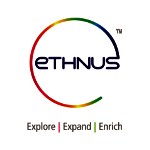 TM
eTHNUS
Explore | Expand | Enrich